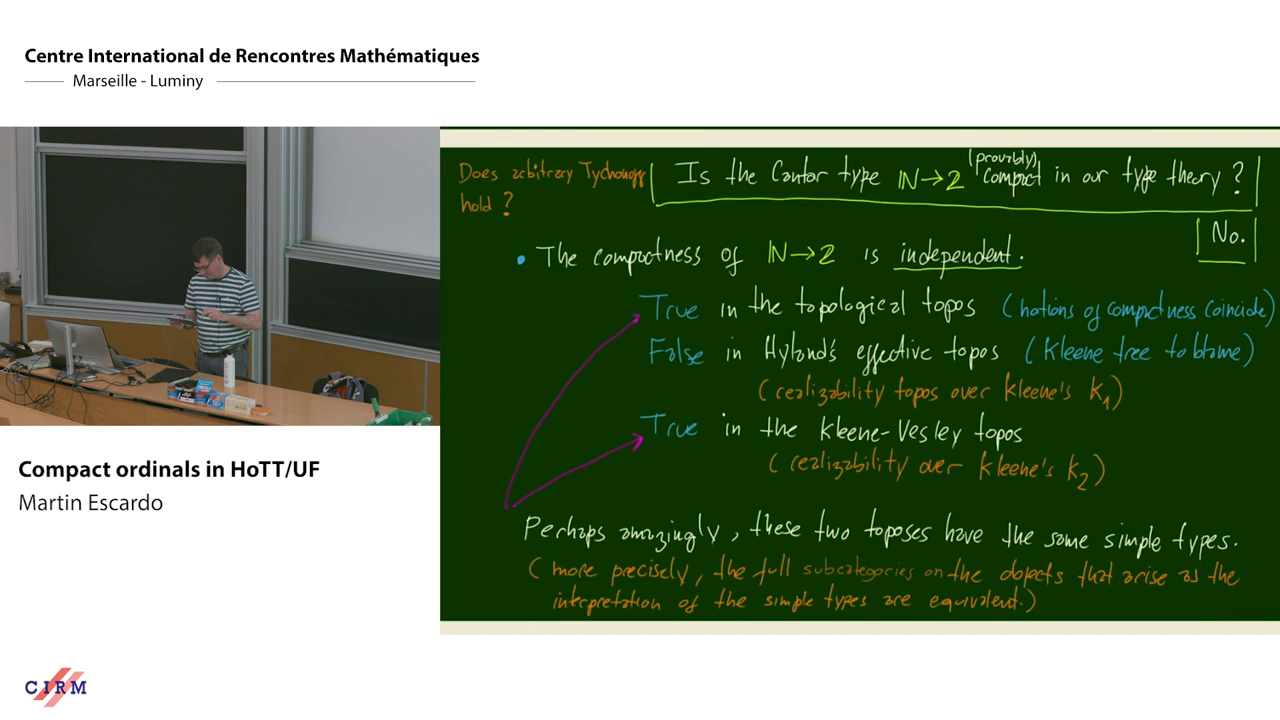 Centre International de Rencontres Mathématiques
Marseille - Luminy
Does arbitrary Tychonoff
hold ?
(provably)
Is the Cantor type ℕ→2 compact in our type theory ?
No.
• The compactness of ℕ→2 is independent.
True in the topological topos (notions of compactness coincide)
False in Hyland's effective topos (Kleene tree to blame)
(realizability topos over Kleene's K₁)
True in the Kleene-Vesley topos
(realizability over Kleene's K₂)
Perhaps amazingly, these two toposes have the same simple types.
(more precisely, the full subcategories on the objects that arise as the
interpretation of the simple types are equivalent.)
Compact ordinals in HoTT/UF
Martin Escardo
CIRM